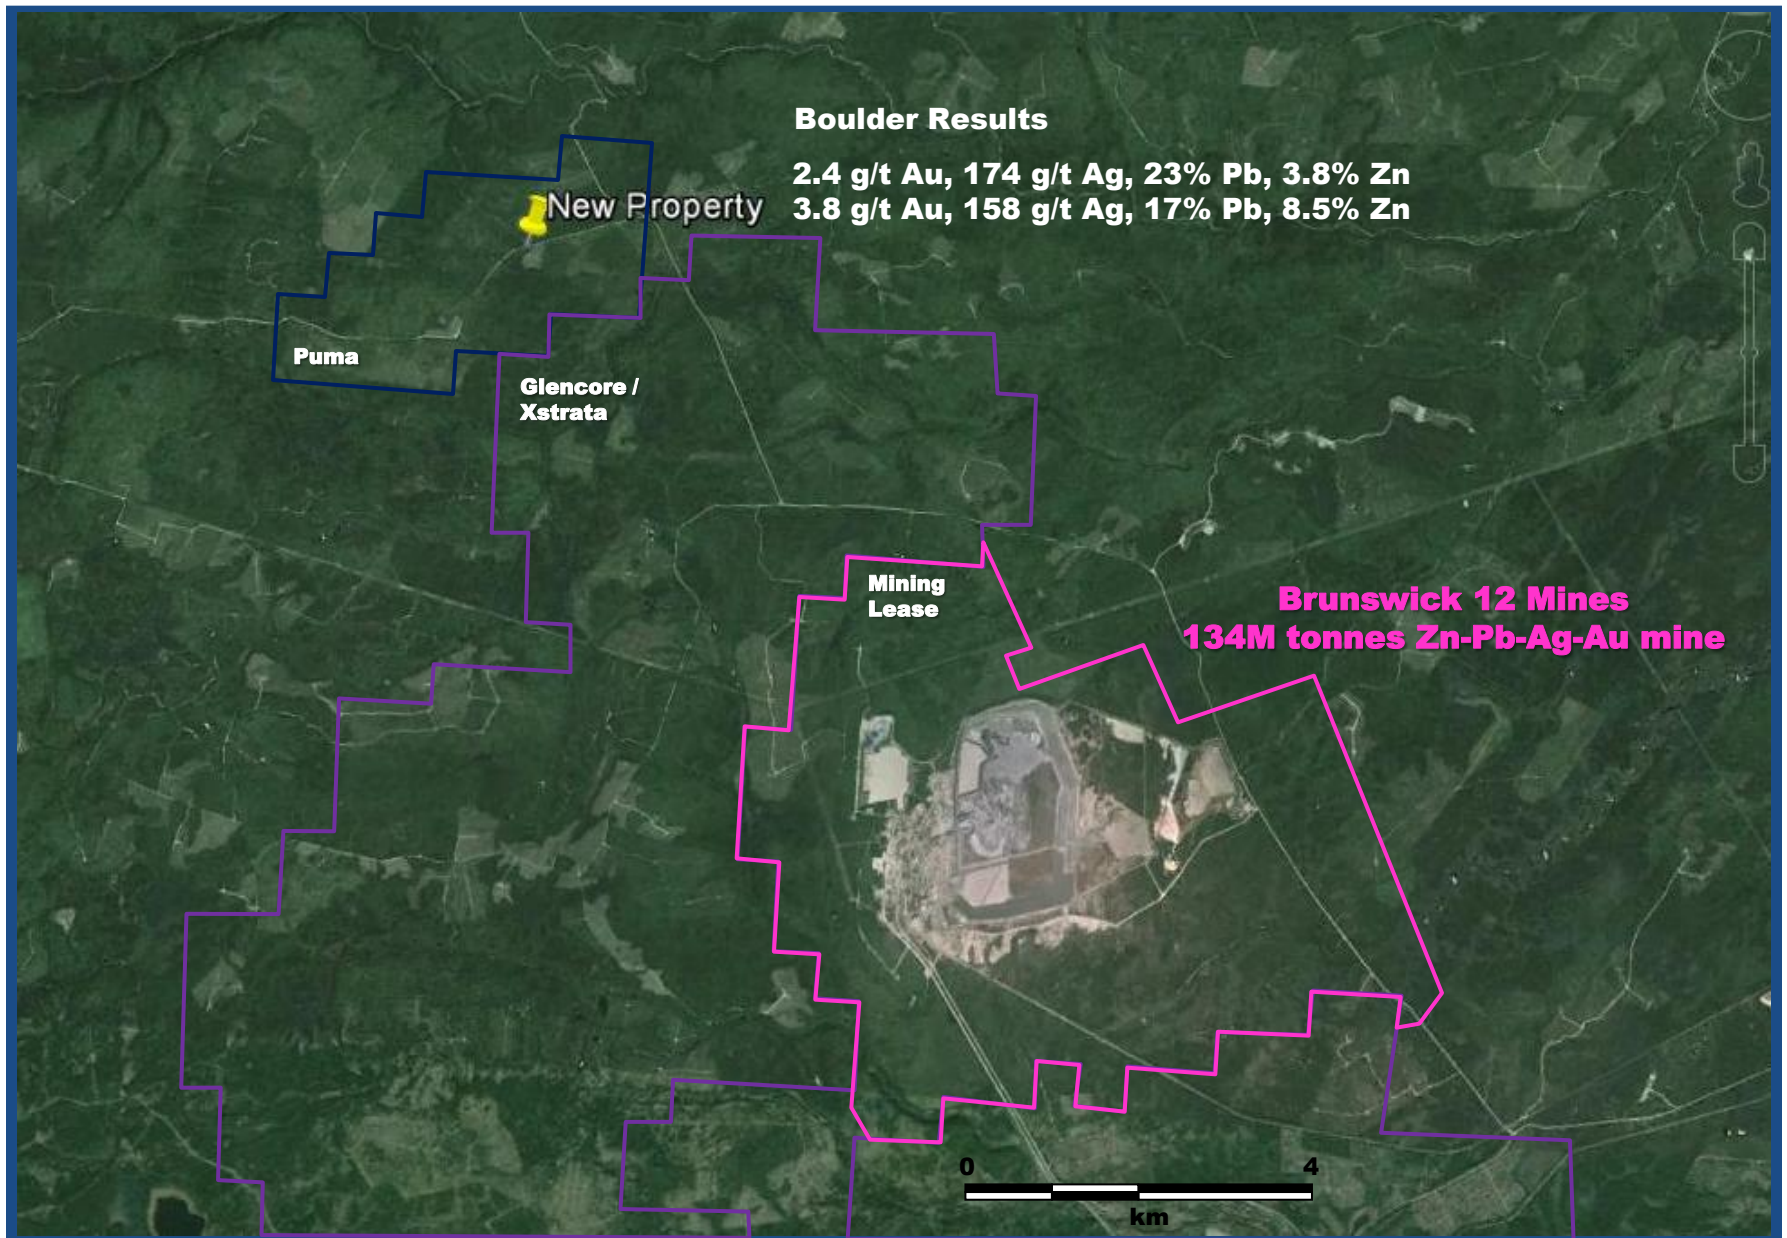 Boulder Results
2.4 g/t Au, 174 g/t Ag, 23% Pb, 3.8% Zn
3.8 g/t Au, 158 g/t Ag, 17% Pb, 8.5% Zn
New Property
Puma
Glencore /
Xstrata
Mining
Lease
Brunswick 12 Mines
134M tonnes Zn-Pb-Ag-Au mine
0 4
km